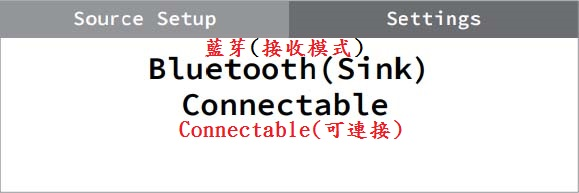 Source Setup
Settings
藍芽(接收模式)
Bluetooth(Sink)
Connectable
Connectable(可連接)